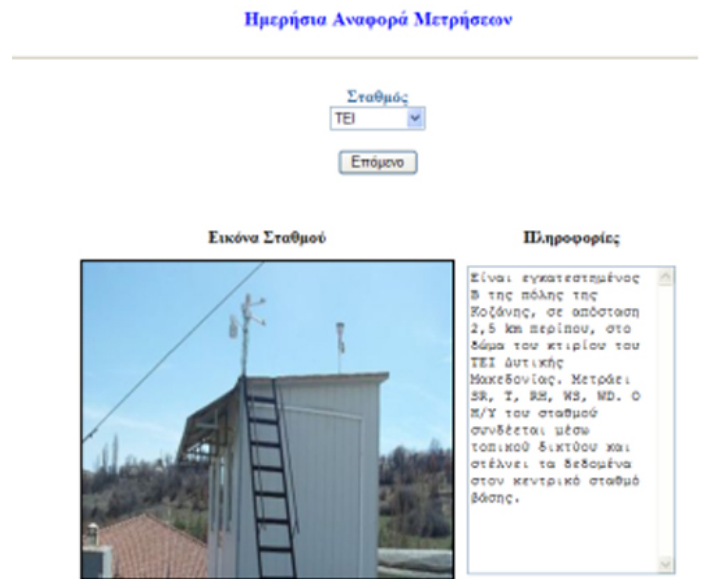 Ημερήσια Αναφορά Μετρήσεων
Σταθμός
ΤΕΙ
Επόμενο
Εικόνα Σταθμού
Πληροφορίες
Είναι εγκατεστημένος
Β της πόλης της
Κοζάνης, σε απόσταση
2,5 km περίπου, στο
δώμα του κτιρίου του
ΤΕΙ Δυτικής
Μακεδονίας. Μετράει
SR, T, RH, WS, WD. Ο
Η/Υ του σταθμού
συνδέεται μέσω
τοπικού δικτύου και
στέλνει τα δεδομένα
στον κεντρικό σταθμό
βάσης.